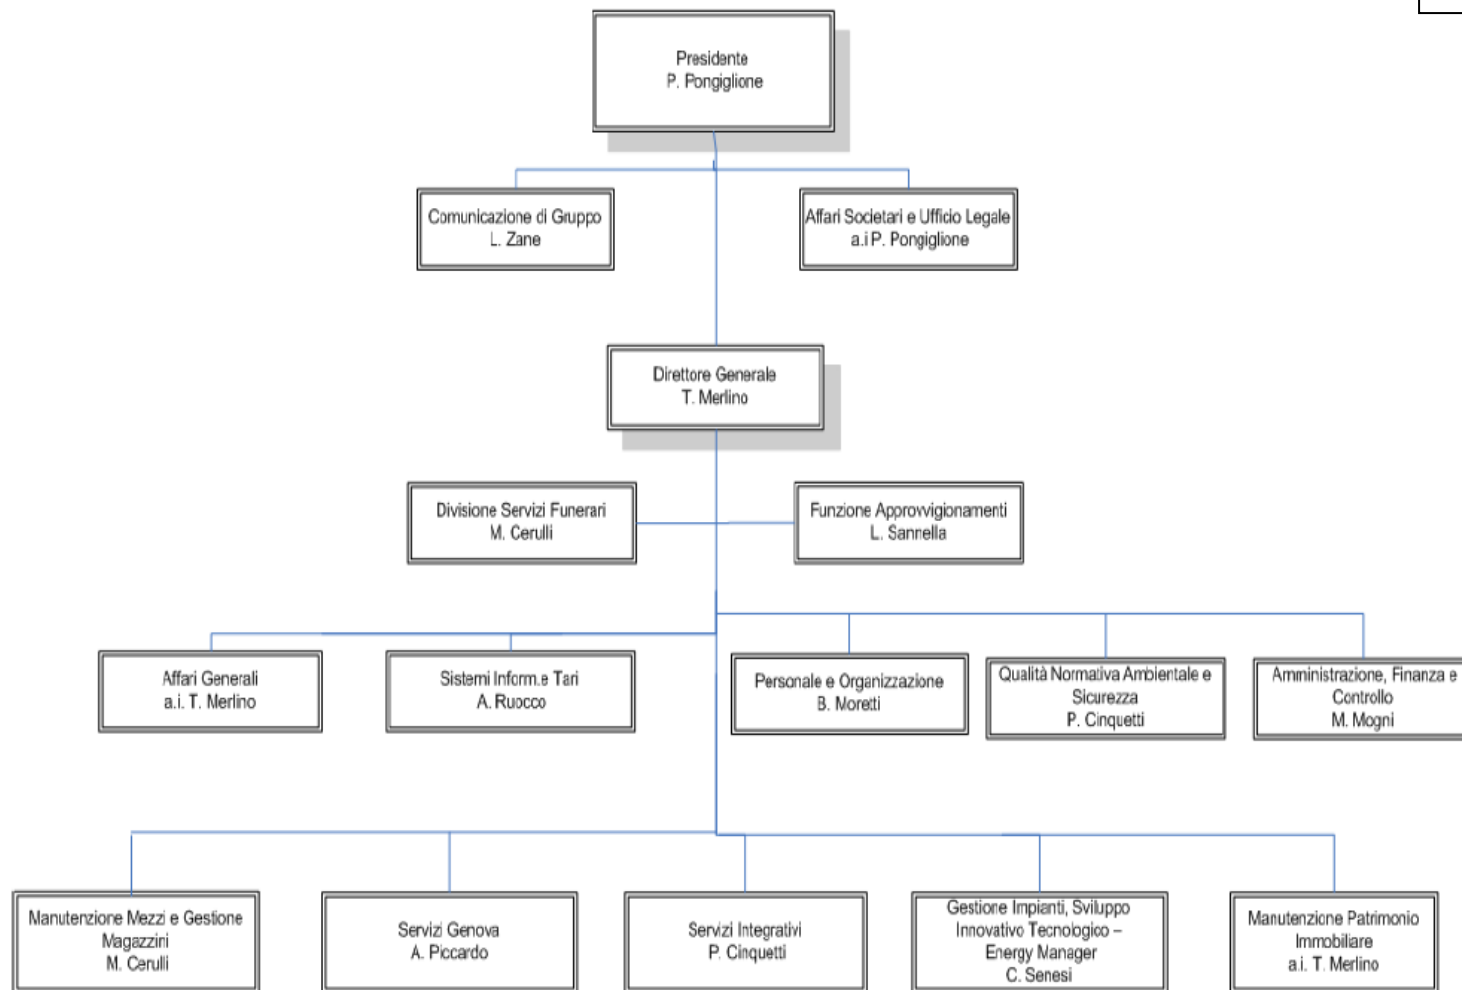 Presidente
P. Pongiglione
Comunicazione di Gruppo
L. Zane
Affari Societari e Ufficio Legale
a.i P. Pongiglione
Direttore Generale
T. Merlino
Divisione Servizi Funerari
M. Cerulli
Funzione Approvvigionamenti
L. Sannella
Affari Generali
a.i. T. Merlino
Sistemi Inform.e Tari
A. Ruocco
Personale e Organizzazione
B. Moretti
Qualità Normativa Ambientale e
Sicurezza
P. Cinquetti
Amministrazione, Finanza e
Controllo
M. Mogni
Manutenzione Mezzi e Gestione
Magazzini
M. Cerulli
Servizi Genova
A. Piccardo
Servizi Integrativi
P. Cinquetti
Gestione Impianti, Sviluppo
Innovativo Tecnologico –
Energy Manager
C. Senesi
Manutenzione Patrimonio
Immobiliare
a.i. T. Merlino